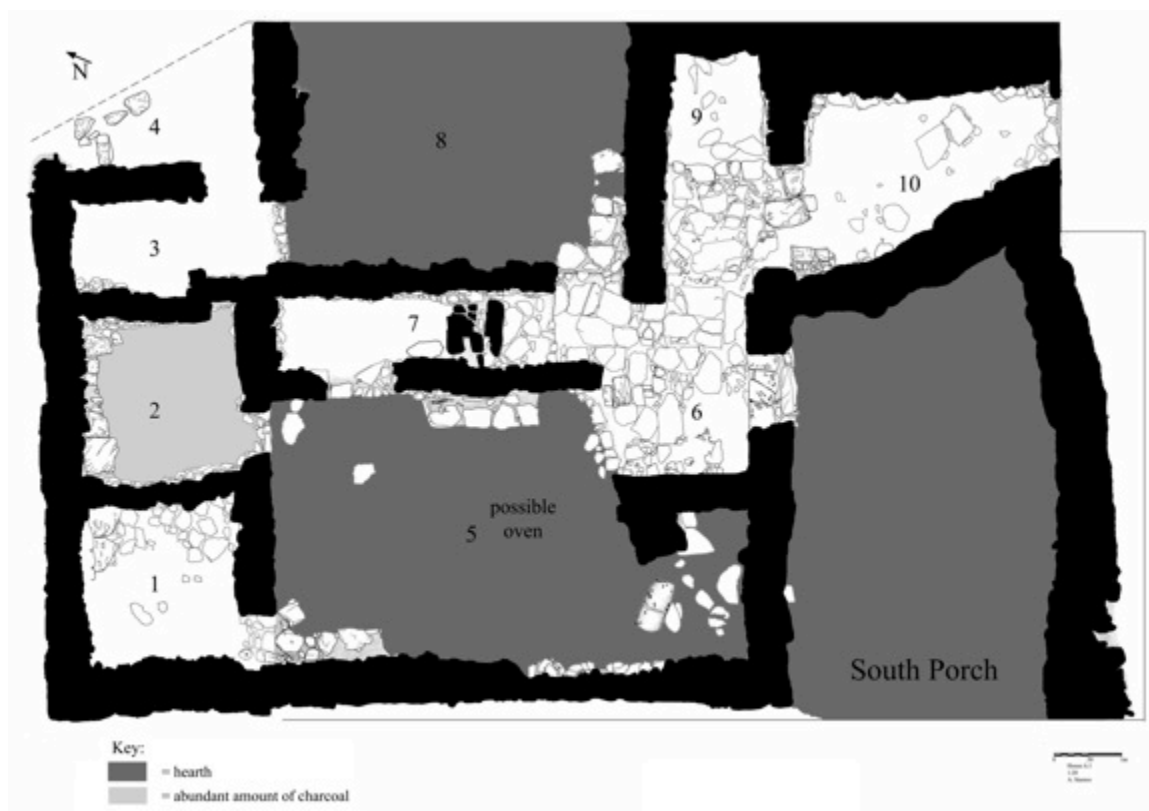 N
4
8
9
10
3
7
2
6
possible
oven
5
1
South Porch
Key:
= hearth
= abundant amount of charcoal